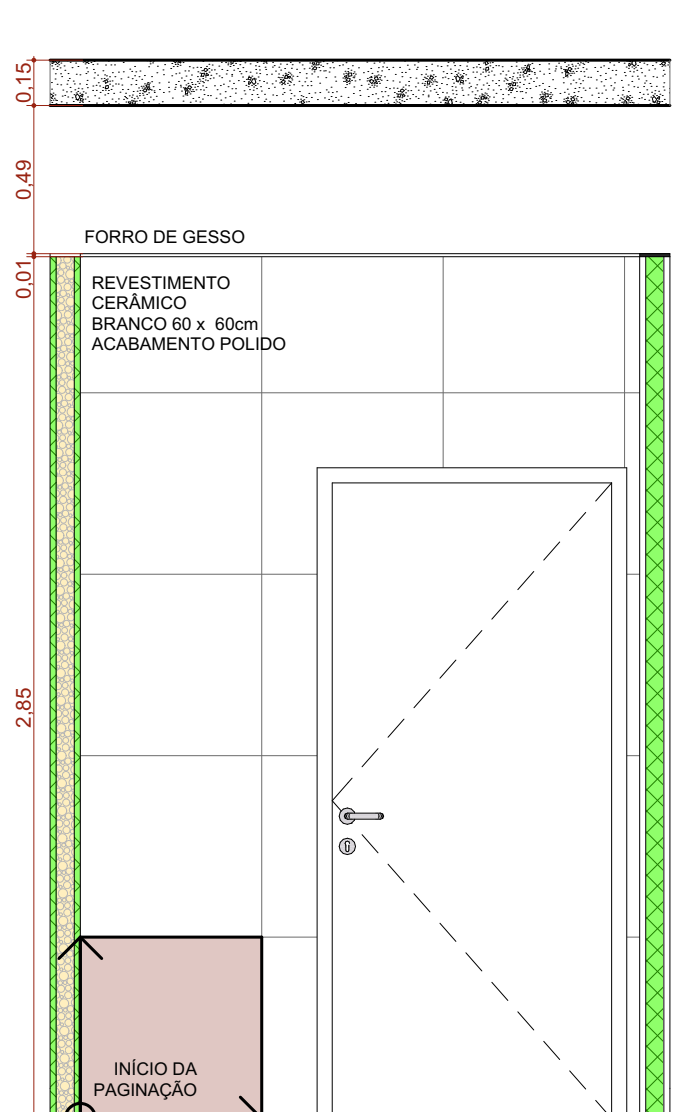 0,15
0,49
FORRO DE GESSO
0,01
REVESTIMENTO
CERÂMICO
BRANCO 60 x 60cm
ACABAMENTO POLIDO
2,85
INÍCIO DA
PAGINAÇÃO